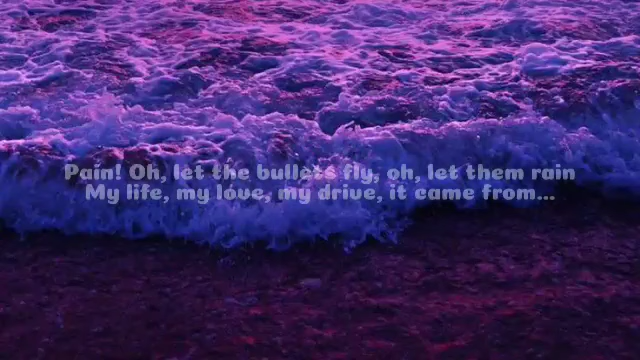 Pain! Oh, let the bullets fly, oh, let them rain
My life, my love, my drive, it came from...